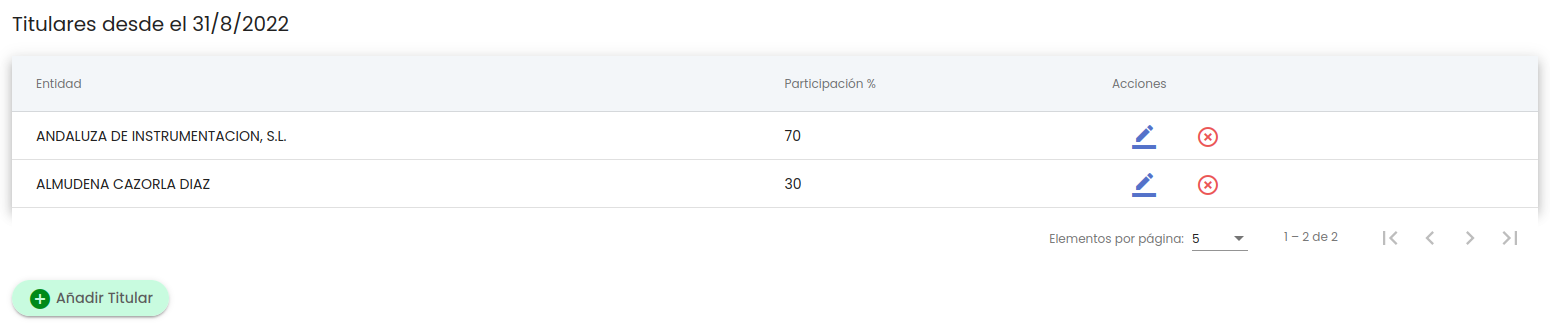 Titulares desde el 31/8/2022
Entidad Participación % Acciones
ANDALUZA DE INSTRUMENTACION, S.L. 70
ALMUDENA CAZORLA DIAZ 30
Elementos por página: 5 1 – 2 de 2
Añadir Titular